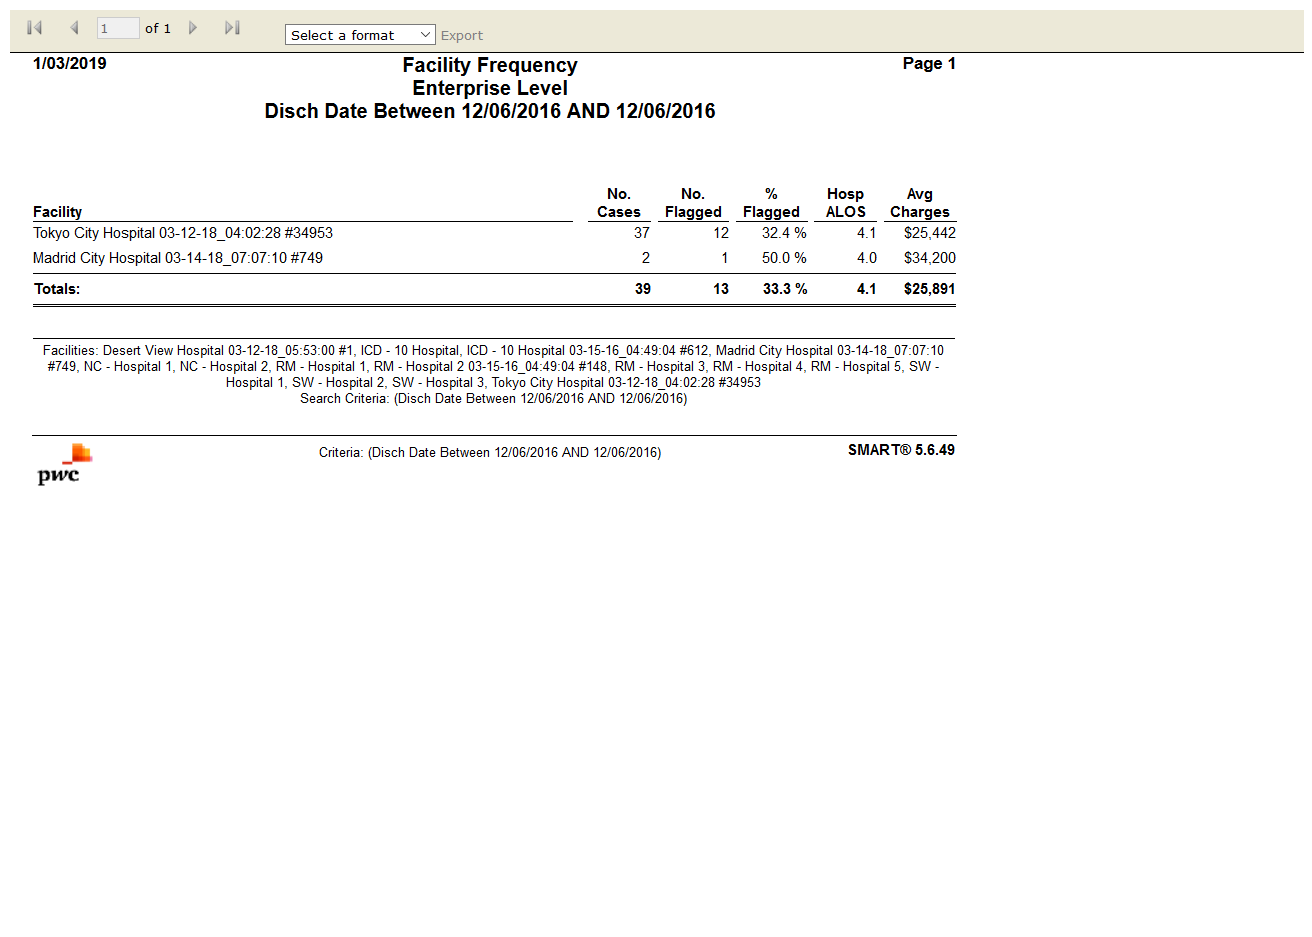 1 of 1 Select a format Export
1/03/2019 Facility Frequency Page 1
Enterprise Level
Disch Date Between 12/06/2016 AND 12/06/2016
No. No. % Hosp Avg
Facility Cases Flagged Flagged ALOS Charges
Tokyo City Hospital 03-12-18_04:02:28 #34953 37 12 32.4 % 4.1 $25,442
Madrid City Hospital 03-14-18_07:07:10 #749 2 1 50.0 % 4.0 $34,200
Totals: 39 13 33.3 % 4.1 $25,891
Facilities: Desert View Hospital 03-12-18_05:53:00 #1, ICD - 10 Hospital, ICD - 10 Hospital 03-15-16_04:49:04 #612, Madrid City Hospital 03-14-18_07:07:10
#749, NC - Hospital 1, NC - Hospital 2, RM - Hospital 1, RM - Hospital 2 03-15-16_04:49:04 #148, RM - Hospital 3, RM - Hospital 4, RM - Hospital 5, SW -
Hospital 1, SW - Hospital 2, SW - Hospital 3, Tokyo City Hospital 03-12-18_04:02:28 #34953
Search Criteria: (Disch Date Between 12/06/2016 AND 12/06/2016)
Criteria: (Disch Date Between 12/06/2016 AND 12/06/2016) SMART® 5.6.49
pwc